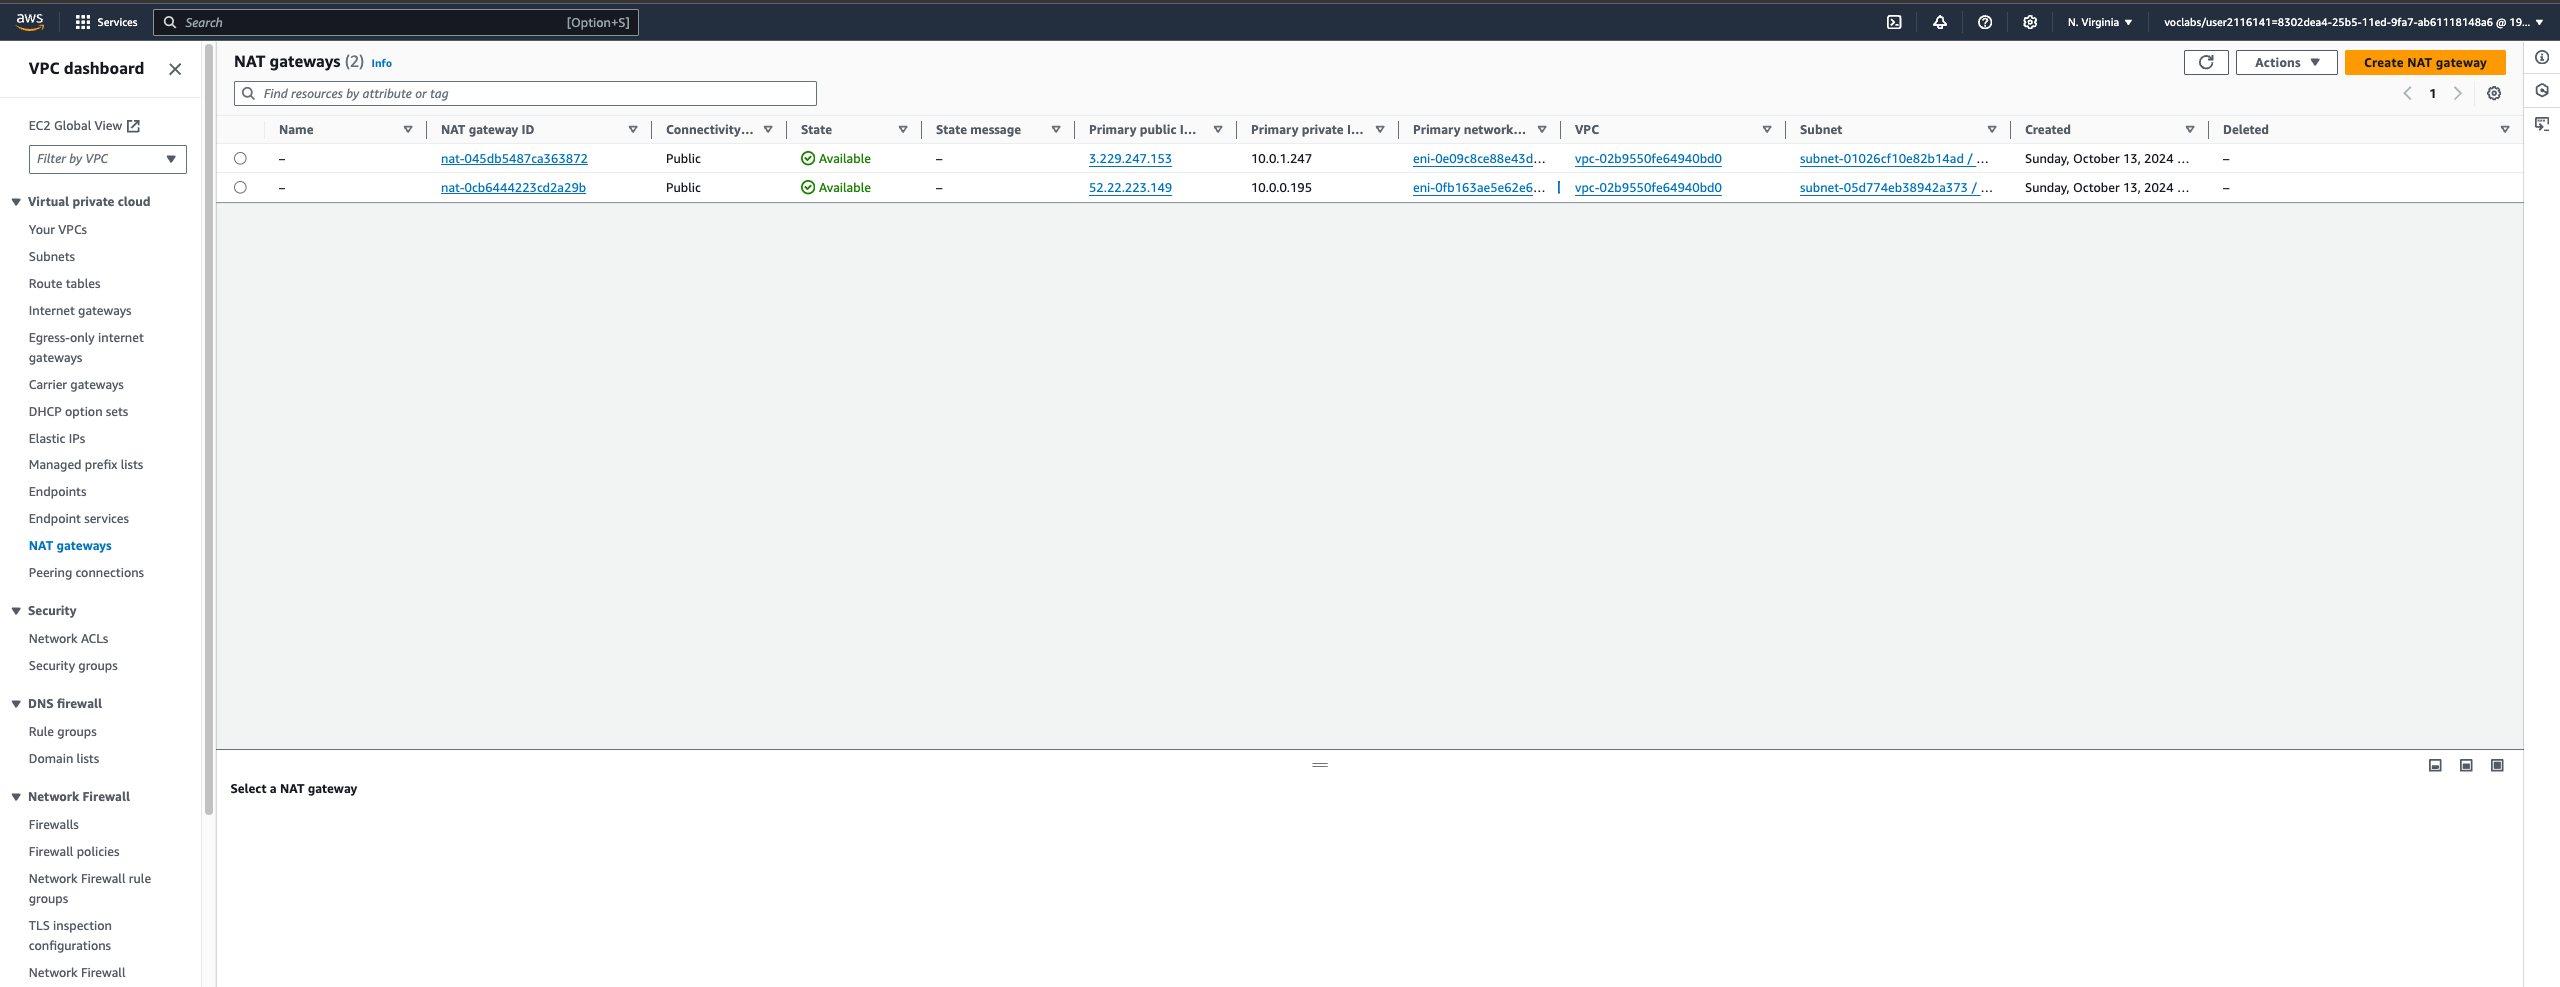 aws Services Search [Option+S] N. Virginia voclabs/user2116141=8302dea4-25b5-11ed-9fa7-ab61118148a6 @ 19...
VPC dashboard
EC2 Global View
Filter by VPC
Virtual private cloud
Your VPCs
Subnets
Route tables
Internet gateways
Egress-only internet
gateways
Carrier gateways
DHCP option sets
Elastic IPs
Managed prefix lists
Endpoints
Endpoint services
NAT gateways
Peering connections
Security
Network ACLs
Security groups
DNS firewall
Rule groups
Domain lists
Network Firewall
Firewalls
Firewall policies
Network Firewall rule
groups
TLS inspection
configurations
Network Firewall
NAT gateways (2) Info
Actions Create NAT gateway
Find resources by attribute or tag
1
Name NAT gateway ID Connectivity... State State message Primary public I... Primary private I... Primary network... VPC Subnet Created Deleted
– nat-045db5487ca363872 Public Available – 3.229.247.153 10.0.1.247 eni-0e09c8ce88e43d... vpc-02b9550fe64940bd0 subnet-01026cf10e82b14ad / ... Sunday, October 13, 2024 ... –
– nat-0cb6444223cd2a29b Public Available – 52.22.223.149 10.0.0.195 eni-0fb163ae5e62e6... vpc-02b9550fe64940bd0 subnet-05d774eb38942a373 / ... Sunday, October 13, 2024 ... –
Select a NAT gateway